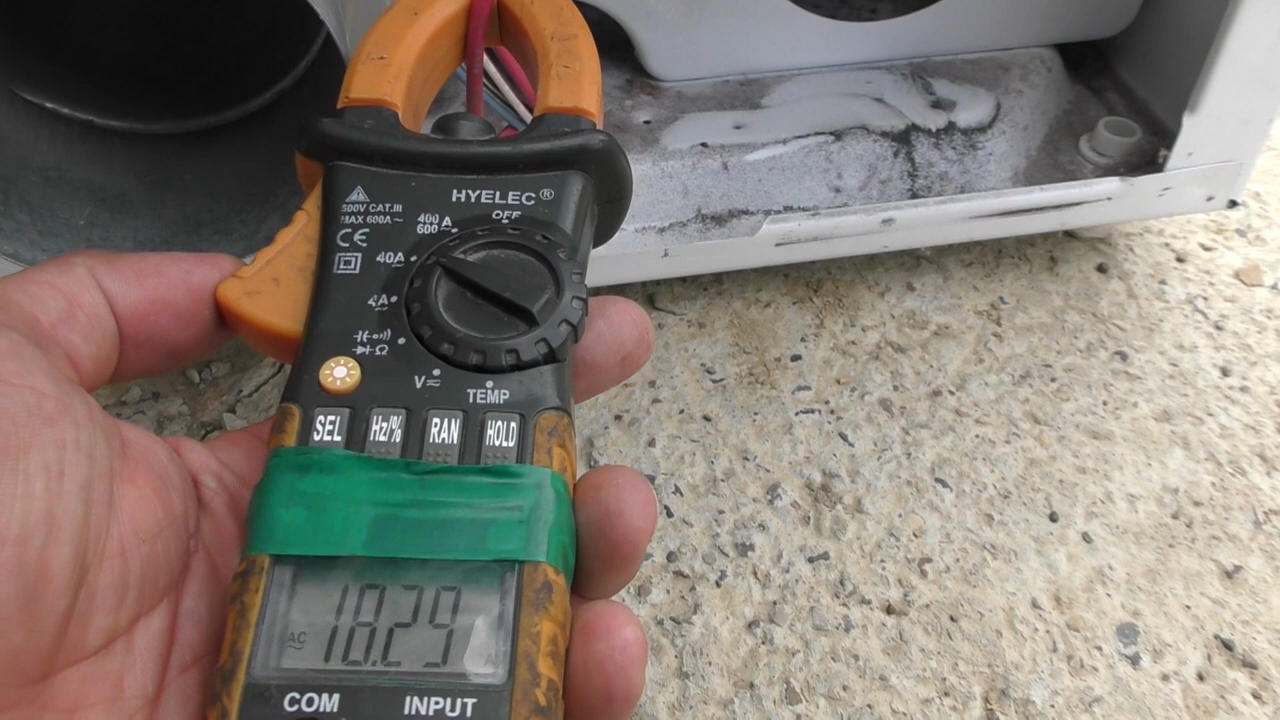 HYELEC®
500V CAT.III
MAX 600A~
CE
OFF
400 A
600
40A
4A
Ω
V
TEMP
SEL Hz/% RAN HOLD
AC 18.29
COM INPUT